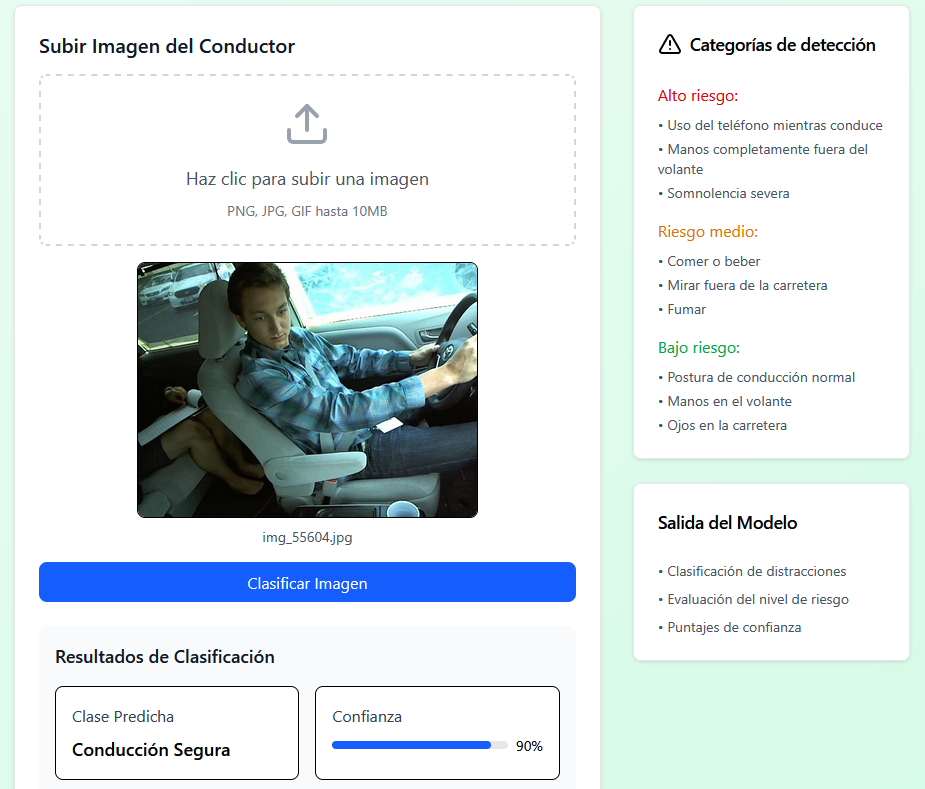 Subir Imagen del Conductor
Haz clic para subir una imagen
PNG, JPG, GIF hasta 10MB
img_55604.jpg
Clasificar Imagen
Resultados de Clasificación
Clase Predicha
Conducción Segura
Confianza
90%
Categorías de detección
Alto riesgo:
• Uso del teléfono mientras conduce
• Manos completamente fuera del
volante
• Somnolencia severa
Riesgo medio:
• Comer o beber
• Mirar fuera de la carretera
• Fumar
Bajo riesgo:
• Postura de conducción normal
• Manos en el volante
• Ojos en la carretera
Salida del Modelo
• Clasificación de distracciones
• Evaluación del nivel de riesgo
• Puntajes de confianza